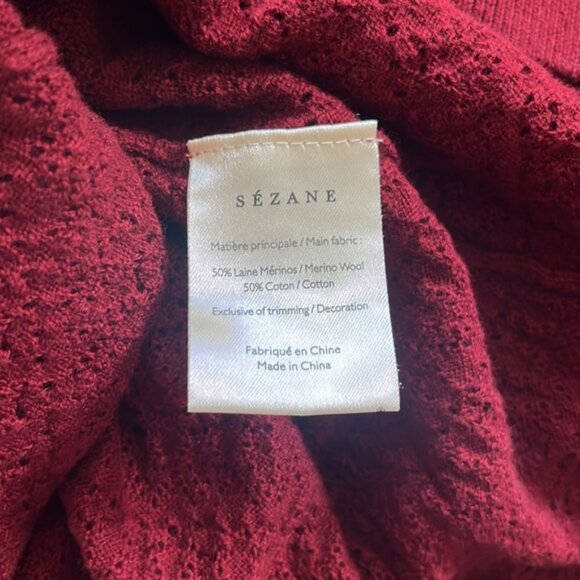 SÉZANE
Matière principale / Main fabric :
50% Laine Mérinos / Merino Wool
50% Coton / Cotton
Exclusive of trimming / Decoration
Fabriqué en Chine
Made in China